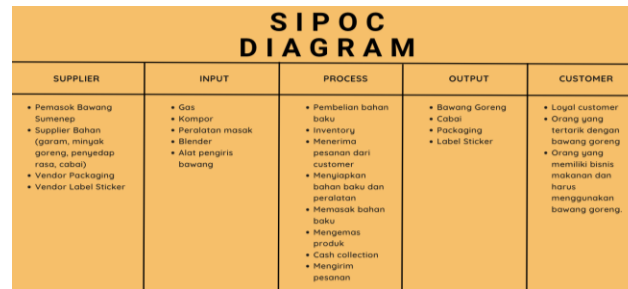 SIPOC
DIAGRAM
SUPPLIER
INPUT
PROCESS
OUTPUT
CUSTOMER
• Pemasok Bawang
Sumenep
• Supplier Bahan
(garam, minyak
goreng, penyedap
rasa, cabai)
• Vendor Packaging
• Vendor Label Sticker
• Gas
• Kompor
• Peralatan masak
• Blender
• Alat pengiris
bawang
• Pembelian bahan
baku
• Inventory
• Menerima
pesanan dari
customer
• Menyiapkan
bahan baku dan
peralatan
• Memasak bahan
baku
• Mengemas
produk
• Cash collection
• Mengirim
pesanan
• Bawang Goreng
• Cabai
• Packaging
• Label Sticker
• Loyal customer
• Orang yang
tertarik dengan
bawang goreng
• Orang yang
memiliki bisnis
makanan dan
harus
menggunakan
bawang goreng.